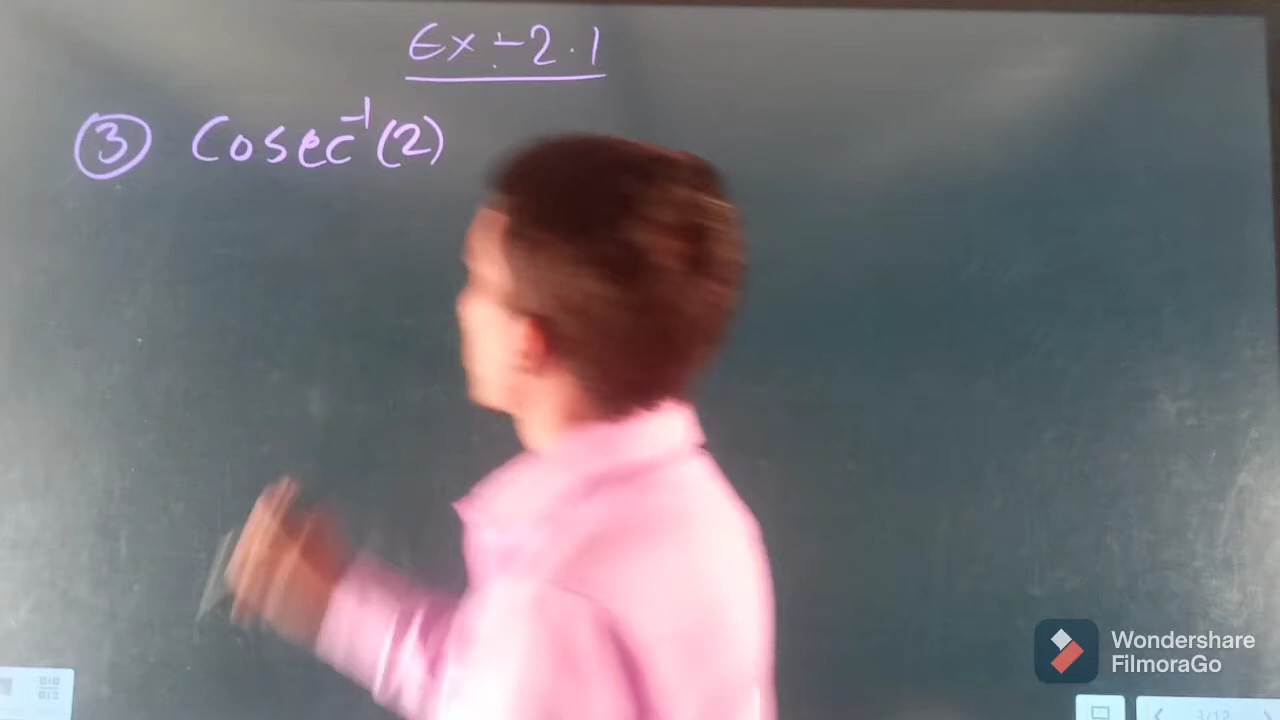 Ex - 2.1
③ Cosec⁻¹(2)
Wondershare
FilmoraGo